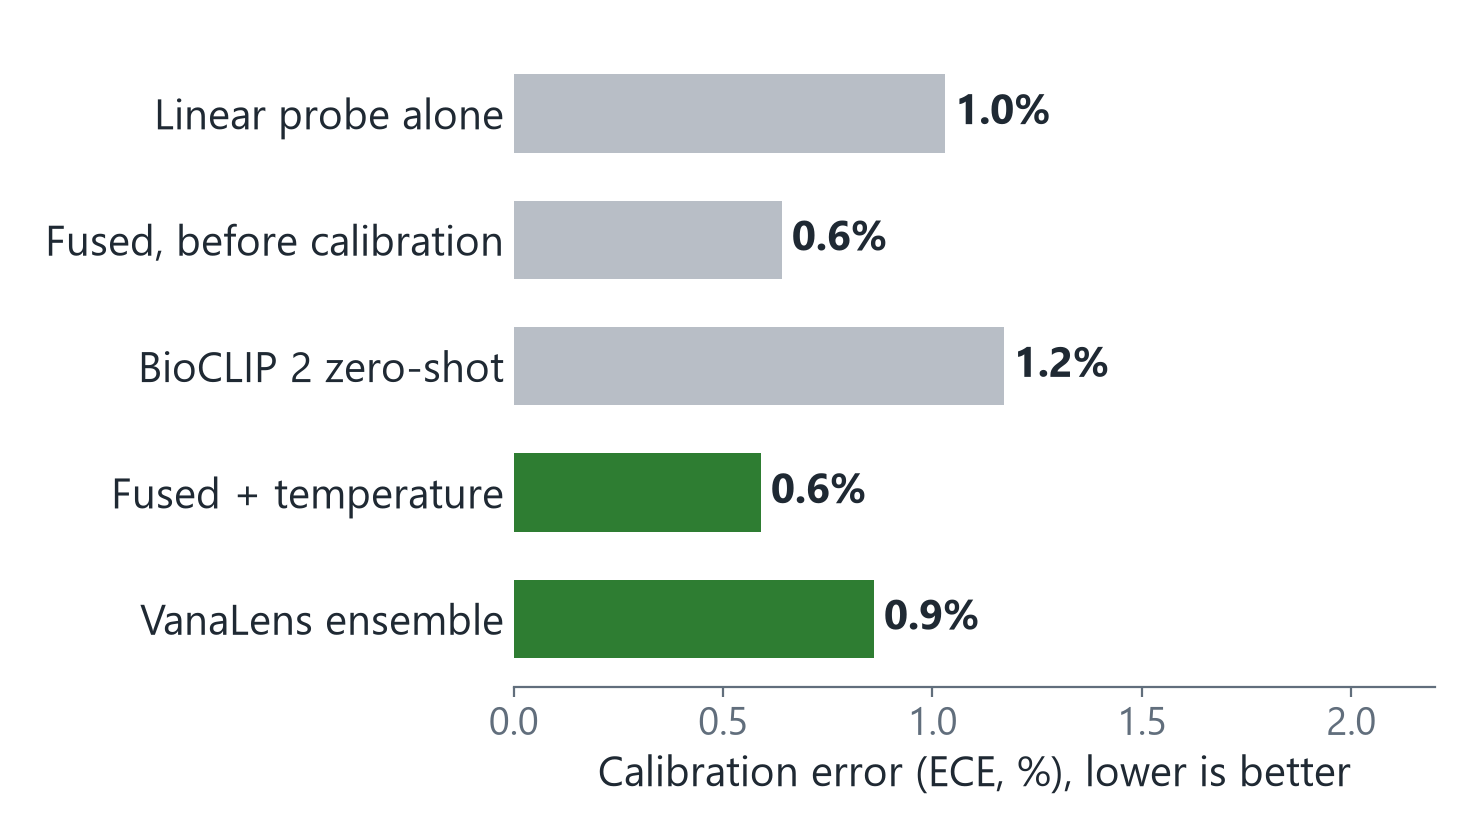 Linear probe alone 1.0%
Fused, before calibration 0.6%
BioCLIP 2 zero-shot 1.2%
Fused + temperature 0.6%
VanaLens ensemble 0.9%
0.0 0.5 1.0 1.5 2.0
Calibration error (ECE, %), lower is better